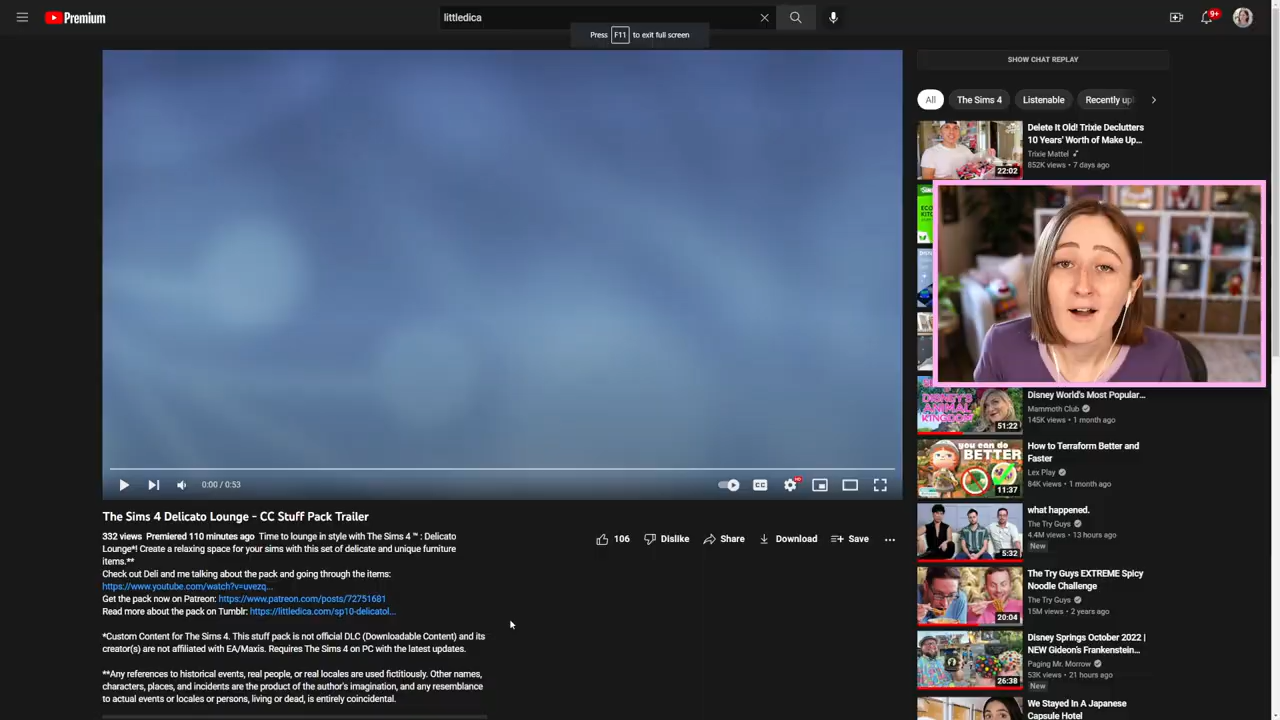 Premium
littledica
9+
Press F11 to exit full screen
SHOW CHAT REPLAY
All
The Sims 4
Listenable
Recently up
Delete It Old! Trixie Declutters
10 Years' Worth of Make Up...
Trixie Mattel
852K views • 7 days ago
22:02
Disney World's Most Popular...
Mammoth Club
145K views • 1 month ago
DISNEY'S
ANIMAL
KINGDOM
51:22
How to Terraform Better and
Faster
Lex Play
84K views • 1 month ago
you can do
BETTER
11:37
what happened.
The Try Guys
4.4M views • 13 hours ago
New
5:32
The Try Guys EXTREME Spicy
Noodle Challenge
The Try Guys
15M views • 2 years ago
20:04
Disney Springs October 2022 |
NEW Gideon's Frankenstein...
Paging Mr. Morrow
53K views • 21 hours ago
New
26:38
We Stayed In A Japanese
Capsule Hotel
0:00 / 0:53
CC
HD
The Sims 4 Delicato Lounge - CC Stuff Pack Trailer
332 views Premiered 110 minutes ago Time to lounge in style with The Sims 4 ™ : Delicato
Lounge*! Create a relaxing space for your sims with this set of delicate and unique furniture
items.**
Check out Deli and me talking about the pack and going through the items:
https://www.youtube.com/watch?v=uvezq...
Get the pack now on Patreon: https://www.patreon.com/posts/72751681
Read more about the pack on Tumblr: https://littledica.com/sp10-delicatol...
*Custom Content for The Sims 4. This stuff pack is not official DLC (Downloadable Content) and its
creator(s) are not affiliated with EA/Maxis. Requires The Sims 4 on PC with the latest updates.
**Any references to historical events, real people, or real locales are used fictitiously. Other names,
characters, places, and incidents are the product of the author's imagination, and any resemblance
to actual events or locales or persons, living or dead, is entirely coincidental.
106
Dislike
Share
Download
Save